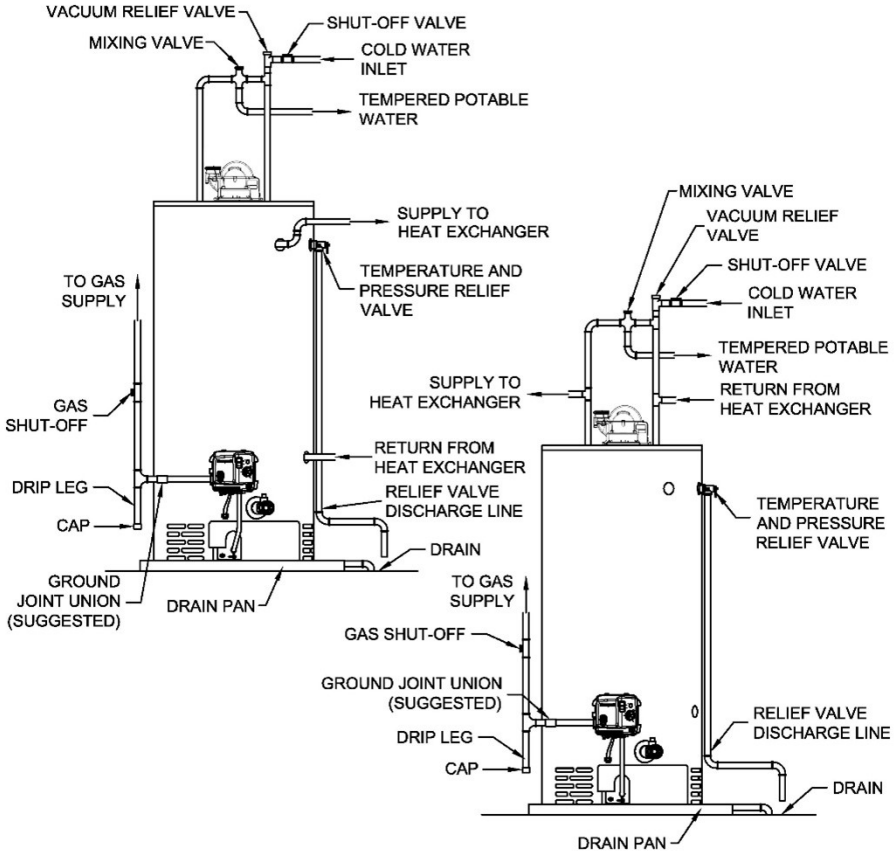 VACUUM RELIEF VALVE
SHUT-OFF VALVE
MIXING VALVE
COLD WATER
INLET
TEMPERED POTABLE
WATER
SUPPLY TO
HEAT EXCHANGER
TO GAS
SUPPLY
TEMPERATURE AND
PRESSURE RELIEF
VALVE
GAS
SHUT-OFF
RETURN FROM
HEAT EXCHANGER
DRIP LEG
RELIEF VALVE
DISCHARGE LINE
CAP
DRAIN
GROUND
JOINT UNION
(SUGGESTED)
DRAIN PAN
MIXING VALVE
VACUUM RELIEF
VALVE
SHUT-OFF VALVE
COLD WATER
INLET
TEMPERED POTABLE
WATER
SUPPLY TO
HEAT EXCHANGER
RETURN FROM
HEAT EXCHANGER
TEMPERATURE
AND PRESSURE
RELIEF VALVE
TO GAS
SUPPLY
GAS SHUT-OFF
GROUND JOINT UNION
(SUGGESTED)
DRIP LEG
RELIEF VALVE
DISCHARGE LINE
CAP
DRAIN
DRAIN PAN